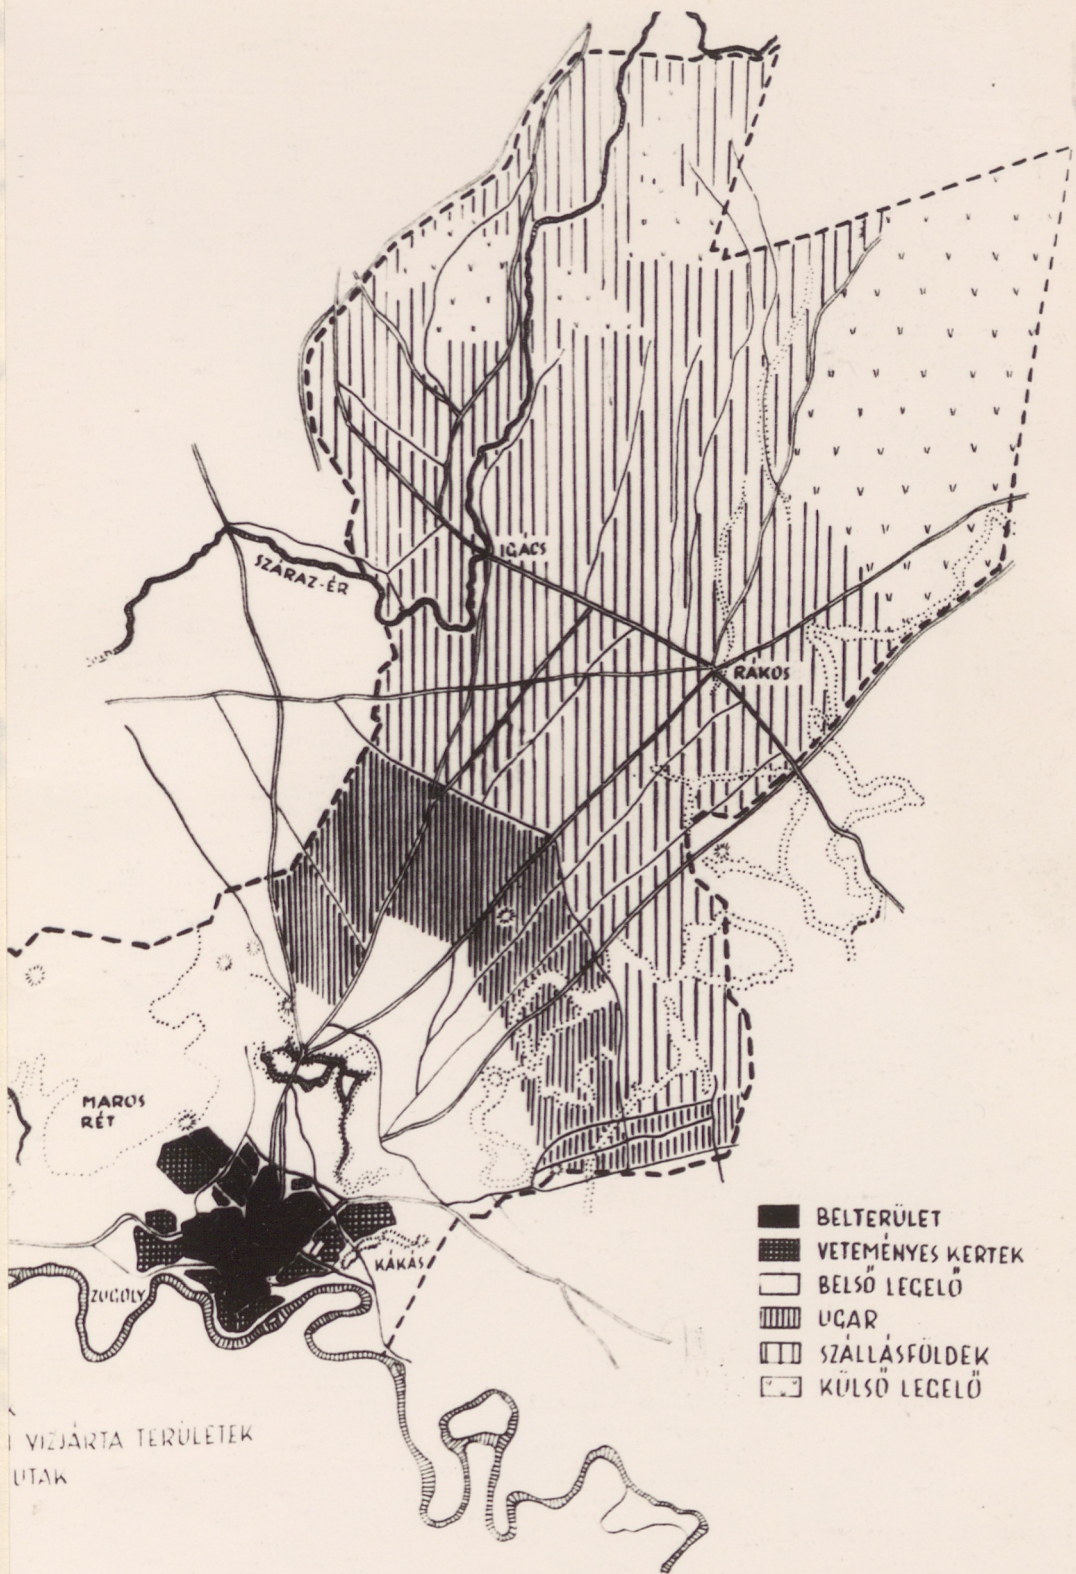 IGÁCS
SZÁRAZ-ÉR
RÁKOS
MAROS
RÉT
KÁKÁS
ZUGOLY
BELTERÜLET
VETEMÉNYES KERTEK
BELSŐ LEGELŐ
UGAR
SZÁLLÁSFÖLDEK
KÜLSŐ LEGELŐ
VIZJÁRTA TERÜLETEK
UTAK